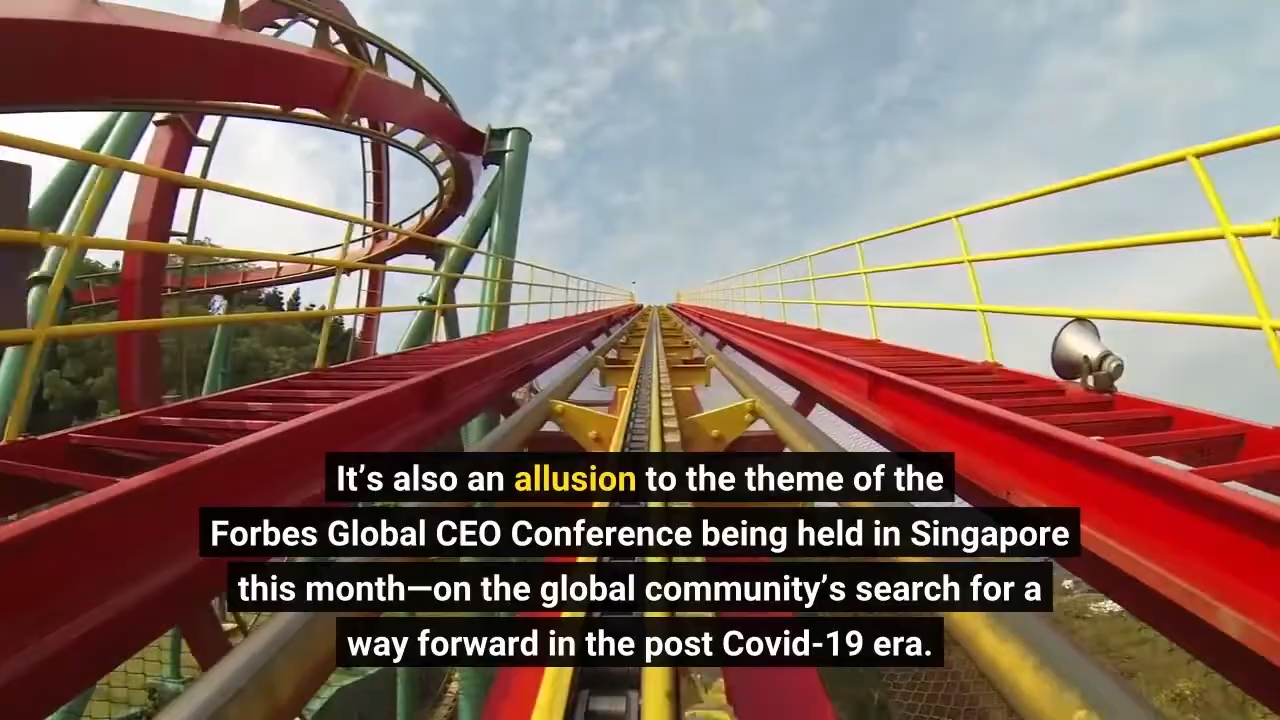 It’s also an allusion to the theme of the
Forbes Global CEO Conference being held in Singapore
this month—on the global community’s search for a
way forward in the post Covid-19 era.